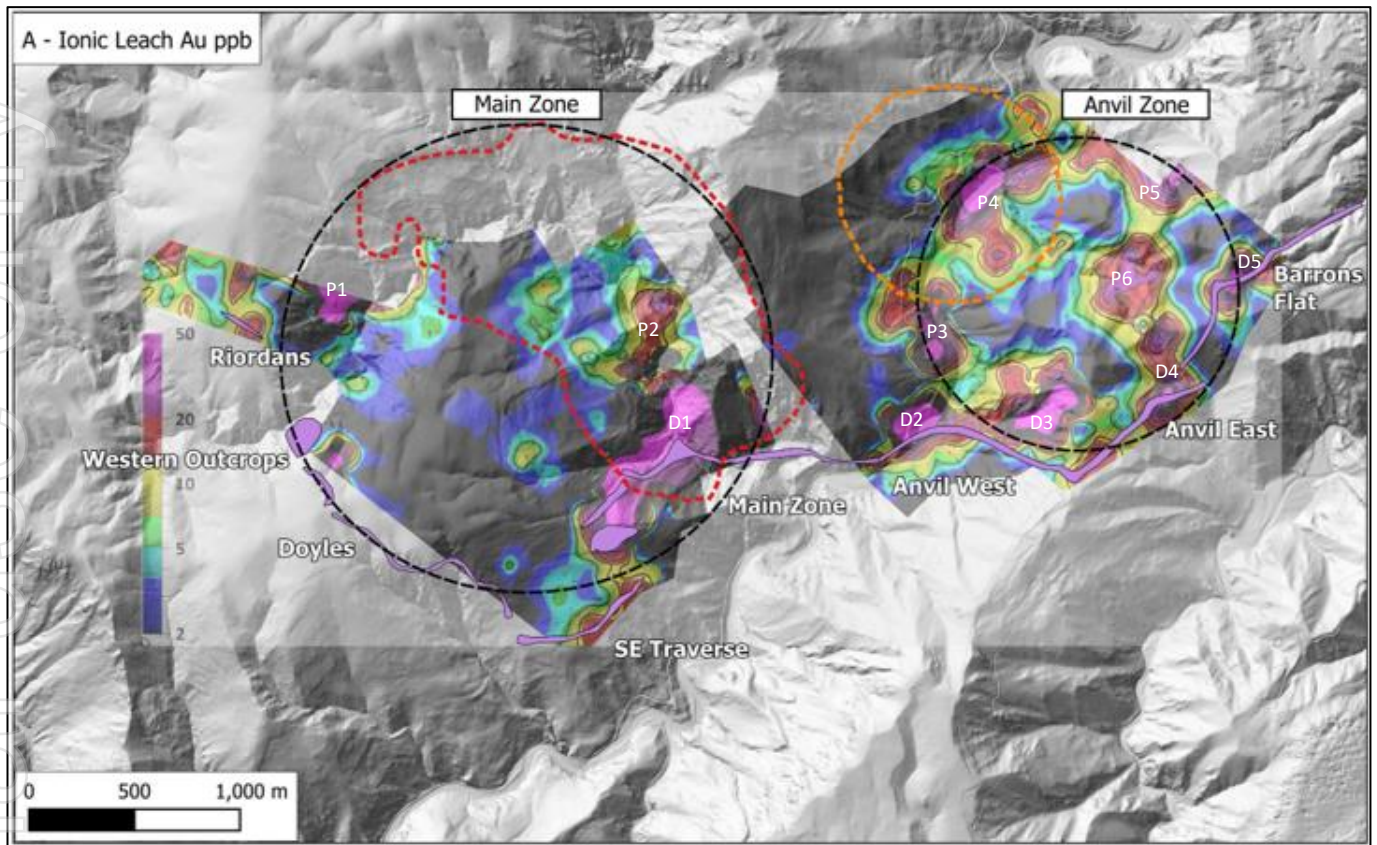 A - Ionic Leach Au ppb
Main Zone
Anvil Zone
P5
P4
D5
Barrons
Flat
P6
P1
P2
P3
50
Riordans
D4
20
D1
D2
D3
Anvil East
Western Outcrops
10
Anvil West
Main Zone
5
Doyles
2
SE Traverse
0
500
1,000 m